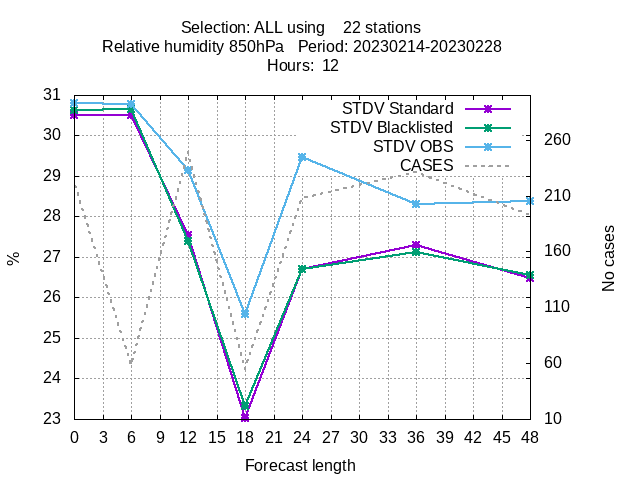 Selection: ALL using    22 stations
Relative humidity 850hPa   Period: 20230214-20230228
Hours:  12
STDV Standard
STDV Blacklisted
STDV OBS
CASES
31
30
29
28
27
26
25
24
23
%
260
210
160
110
60
10
No cases
0 3 6 9 12 15 18 21 24 27 30 33 36 39 42 45 48
Forecast length